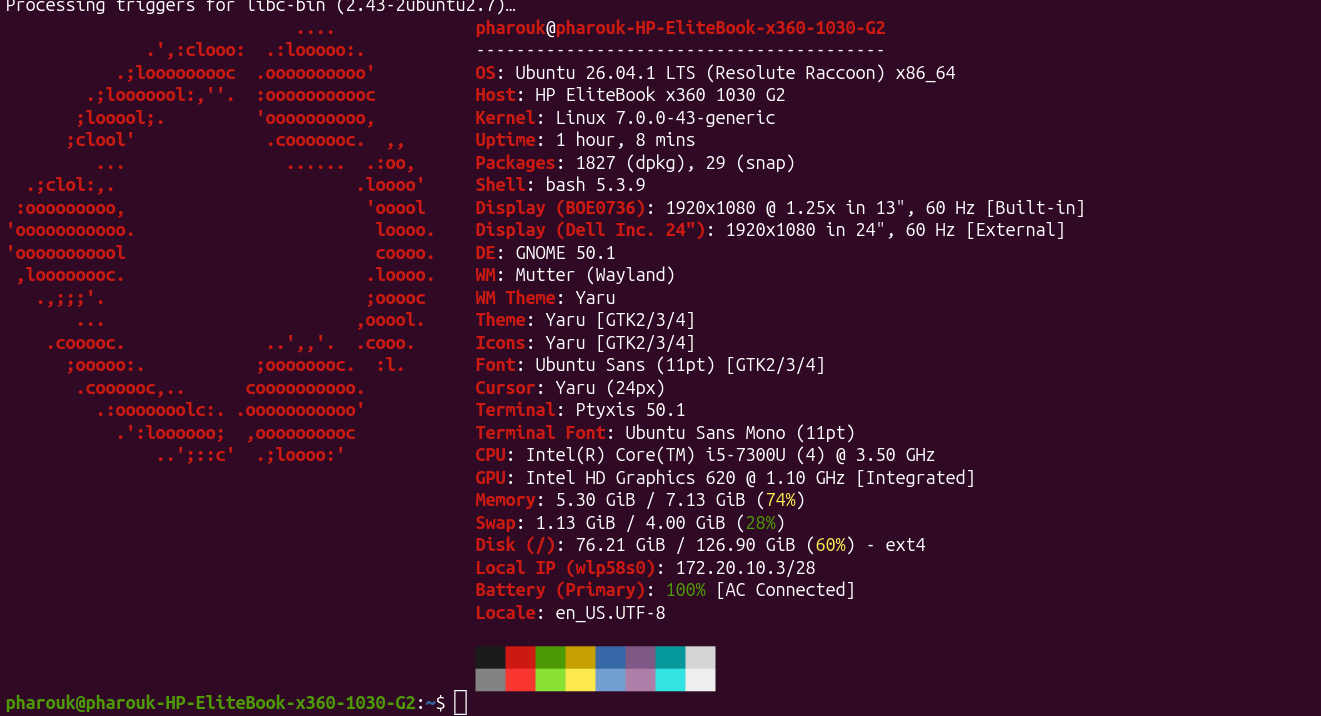 Processing triggers for libc-bin (2.43-2ubuntu2.7)…
pharouk@pharouk-HP-EliteBook-x360-1030-G2
-----------------------------------------
OS: Ubuntu 26.04.1 LTS (Resolute Raccoon) x86_64
Host: HP EliteBook x360 1030 G2
Kernel: Linux 7.0.0-43-generic
Uptime: 1 hour, 8 mins
Packages: 1827 (dpkg), 29 (snap)
Shell: bash 5.3.9
Display (BOE0736): 1920x1080 @ 1.25x in 13", 60 Hz [Built-in]
Display (Dell Inc. 24"): 1920x1080 in 24", 60 Hz [External]
DE: GNOME 50.1
WM: Mutter (Wayland)
WM Theme: Yaru
Theme: Yaru [GTK2/3/4]
Icons: Yaru [GTK2/3/4]
Font: Ubuntu Sans (11pt) [GTK2/3/4]
Cursor: Yaru (24px)
Terminal: Ptyxis 50.1
Terminal Font: Ubuntu Sans Mono (11pt)
CPU: Intel(R) Core(TM) i5-7300U (4) @ 3.50 GHz
GPU: Intel HD Graphics 620 @ 1.10 GHz [Integrated]
Memory: 5.30 GiB / 7.13 GiB (74%)
Swap: 1.13 GiB / 4.00 GiB (28%)
Disk (/): 76.21 GiB / 126.90 GiB (60%) - ext4
Local IP (wlp58s0): 172.20.10.3/28
Battery (Primary): 100% [AC Connected]
Locale: en_US.UTF-8
pharouk@pharouk-HP-EliteBook-x360-1030-G2:~$